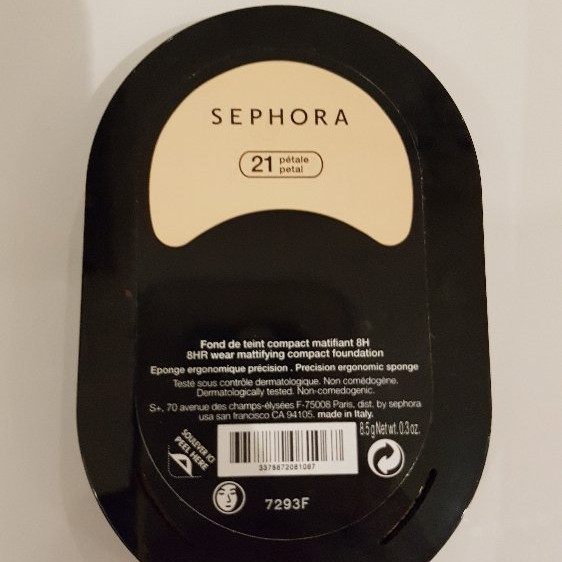 SEPHORA
21 pétale
petal
Fond de teint compact matifiant 8H
8HR wear mattifying compact foundation
Eponge ergonomique précision . Precision ergonomic sponge
Testé sous contrôle dermatologique. Non comédogène.
Dermatologically tested. Non-comedogenic.
S+, 70 avenue des champs-élysées F-75008 Paris, dist. by sephora
usa san francisco CA 94105. made in Italy.
8.5g Net wt. 0.3 oz.
SOULEVER ICI
PEEL HERE
3378872081087
7293F